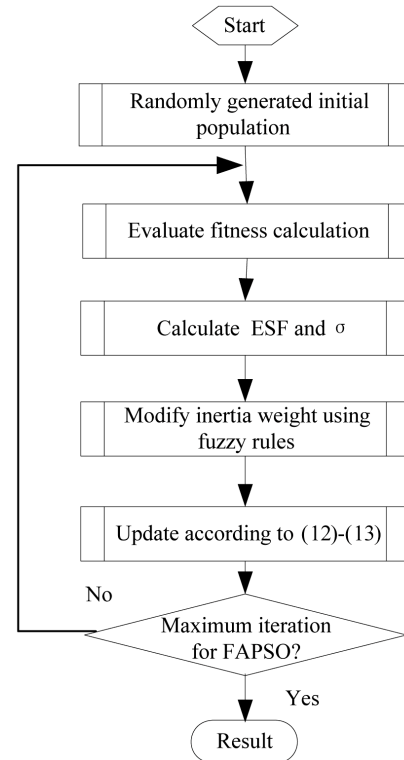 Start
Randomly generated initial
population
Evaluate fitness calculation
Calculate ESF and σ
Modify inertia weight using
fuzzy rules
Update according to (12)-(13)
No
Maximum iteration
for FAPSO?
Yes
Result